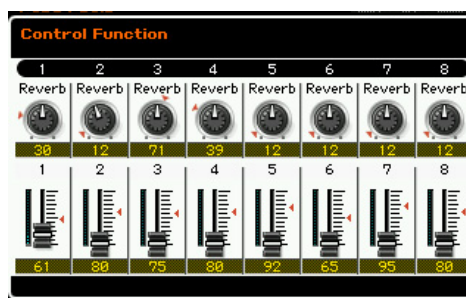 Control Function
1 2 3 4 5 6 7 8
Reverb Reverb Reverb Reverb Reverb Reverb Reverb Reverb
30 12 71 39 12 12 12 12
1 2 3 4 5 6 7 8
61 80 75 80 92 65 95 80